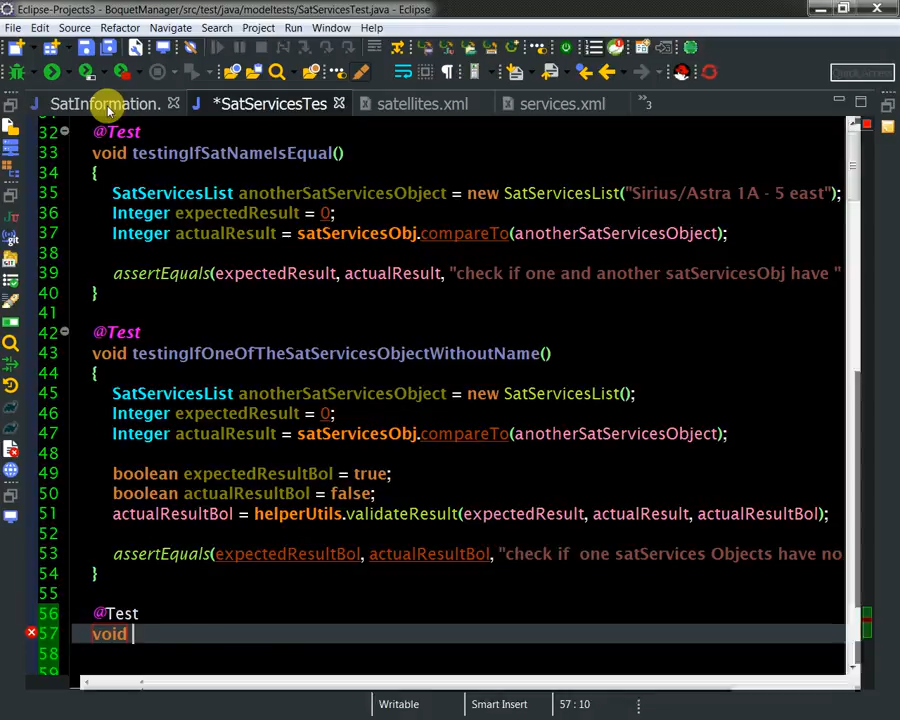 Eclipse-Projects3 - BoquetManager/src/test/java/modeltests/SatServicesTest.java - Eclipse
File Edit Source Refactor Navigate Search Project Run Window Help
Quick Access
SatInformation. *SatServicesTes satellites.xml services.xml »3
32 @Test
33 void testingIfSatNameIsEqual()
34 {
35 SatServicesList anotherSatServicesObject = new SatServicesList("Sirius/Astra 1A - 5 east");
36 Integer expectedResult = 0;
37 Integer actualResult = satServicesObj.compareTo(anotherSatServicesObject);
38
39 assertEquals(expectedResult, actualResult, "check if one and another satServicesObj have "
40 }
41
42 @Test
43 void testingIfOneOfTheSatServicesObjectWithoutName()
44 {
45 SatServicesList anotherSatServicesObject = new SatServicesList();
46 Integer expectedResult = 0;
47 Integer actualResult = satServicesObj.compareTo(anotherSatServicesObject);
48
49 boolean expectedResultBol = true;
50 boolean actualResultBol = false;
51 actualResultBol = helperUtils.validateResult(expectedResult, actualResult, actualResultBol);
52
53 assertEquals(expectedResultBol, actualResultBol, "check if  one satServices Objects have no
54 }
55
56 @Test
57 void
58
59
Writable Smart Insert 57 : 10